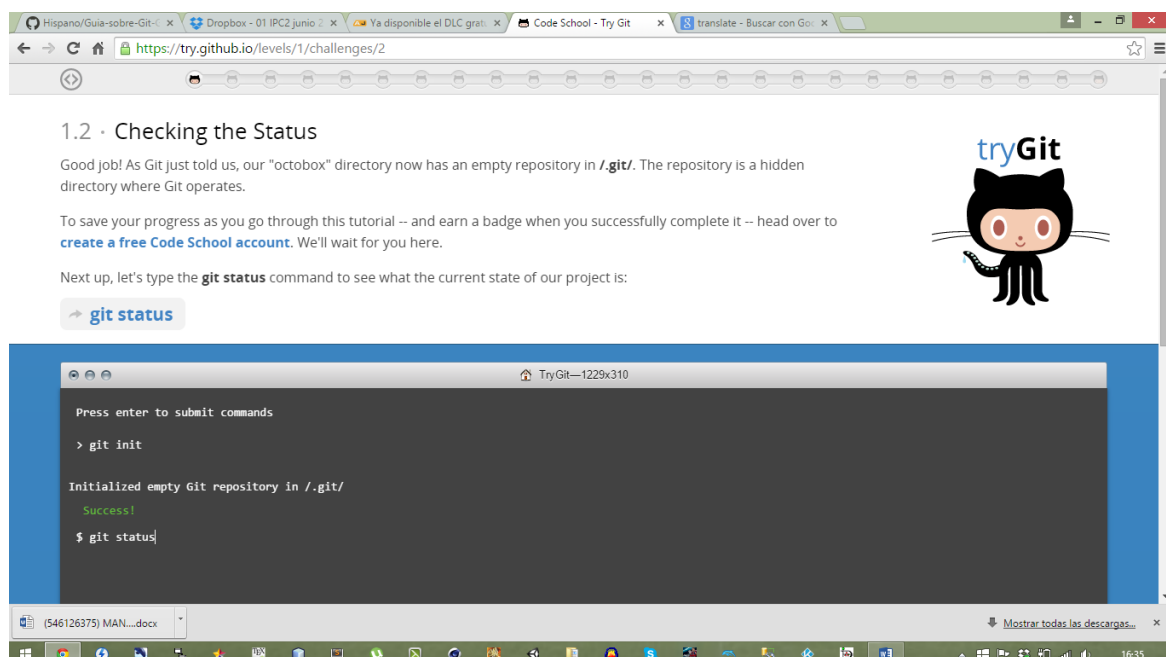 Hispano/Guia-sobre-Git-G
Dropbox - 01 IPC2 junio 2
Ya disponible el DLC gratu
Code School - Try Git
translate - Buscar con Goo
https://try.github.io/levels/1/challenges/2
1.2 · Checking the Status
Good job! As Git just told us, our "octobox" directory now has an empty repository in /.git/. The repository is a hidden
directory where Git operates.
To save your progress as you go through this tutorial -- and earn a badge when you successfully complete it -- head over to
create a free Code School account. We'll wait for you here.
Next up, let's type the git status command to see what the current state of our project is:
git status
tryGit
TryGit—1229x310
Press enter to submit commands
> git init
Initialized empty Git repository in /.git/
Success!
$ git status
(546126375) MAN....docx
Mostrar todas las descargas...
16:35